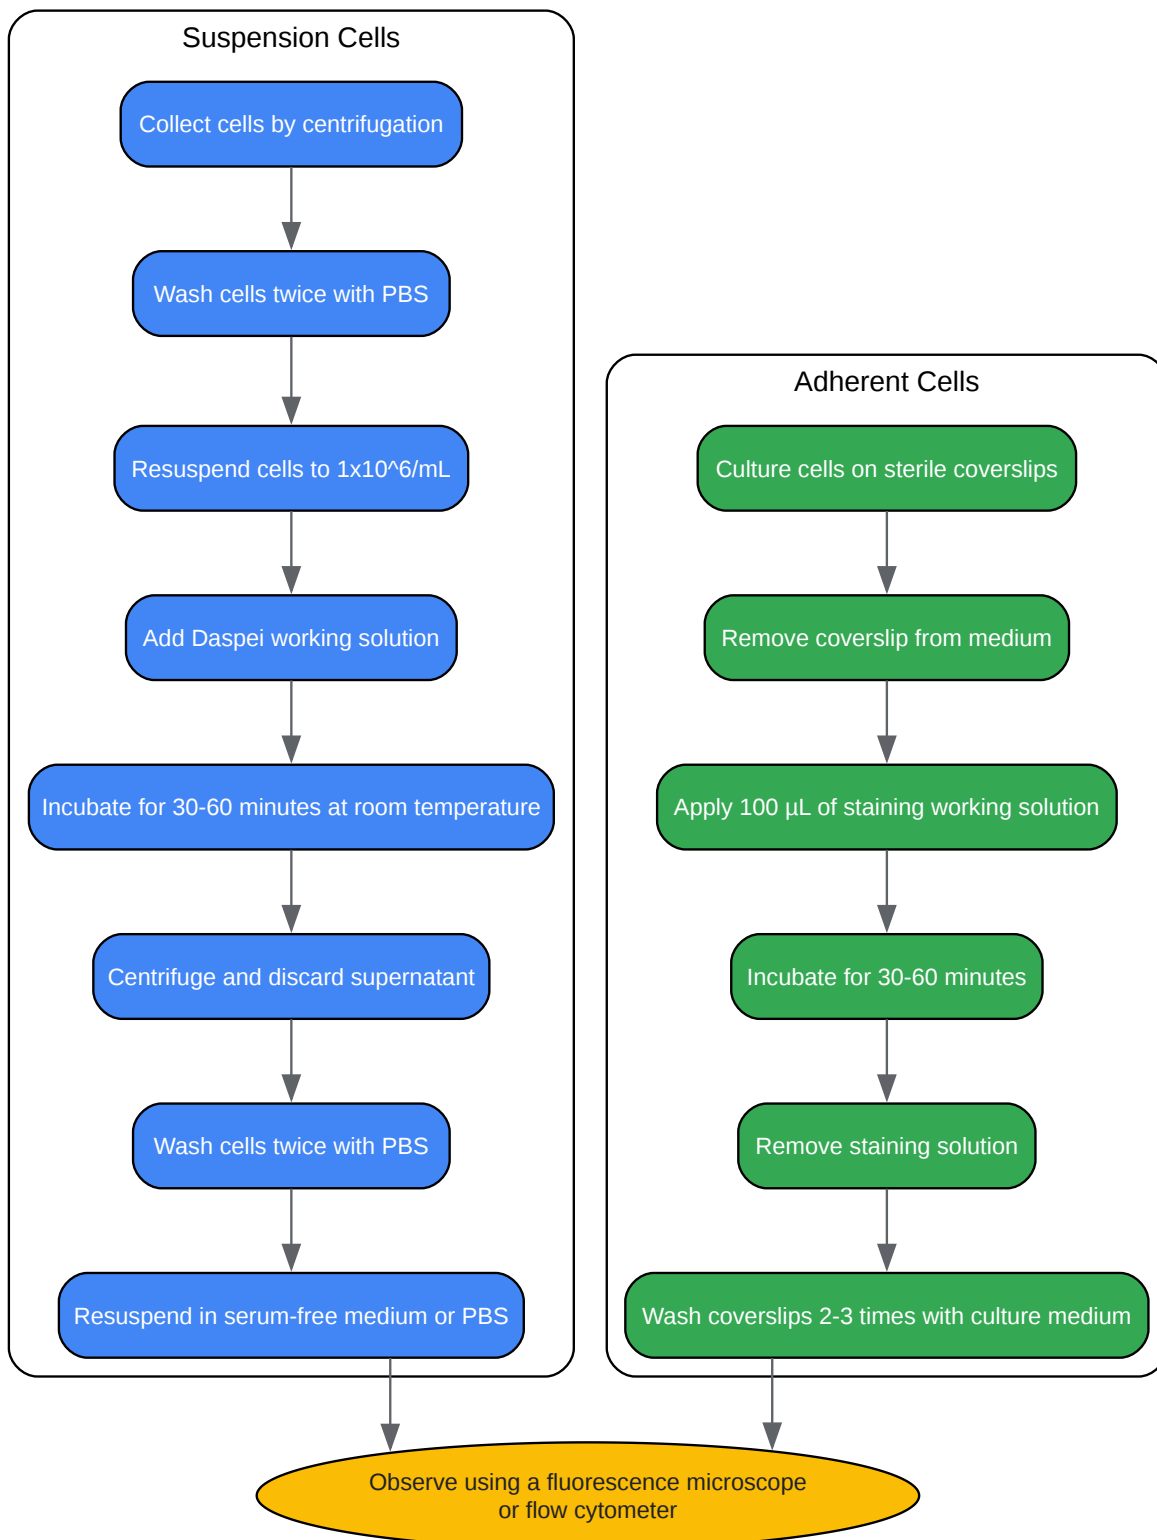 Suspension Cells
Collect cells by centrifugation
Wash cells twice with PBS
Resuspend cells to 1x10^6/mL
Add Daspei working solution
Incubate for 30-60 minutes at room temperature
Centrifuge and discard supernatant
Wash cells twice with PBS
Resuspend in serum-free medium or PBS
Adherent Cells
Culture cells on sterile coverslips
Remove coverslip from medium
Apply 100 µL of staining working solution
Incubate for 30-60 minutes
Remove staining solution
Wash coverslips 2-3 times with culture medium
Observe using a fluorescence microscope
or flow cytometer